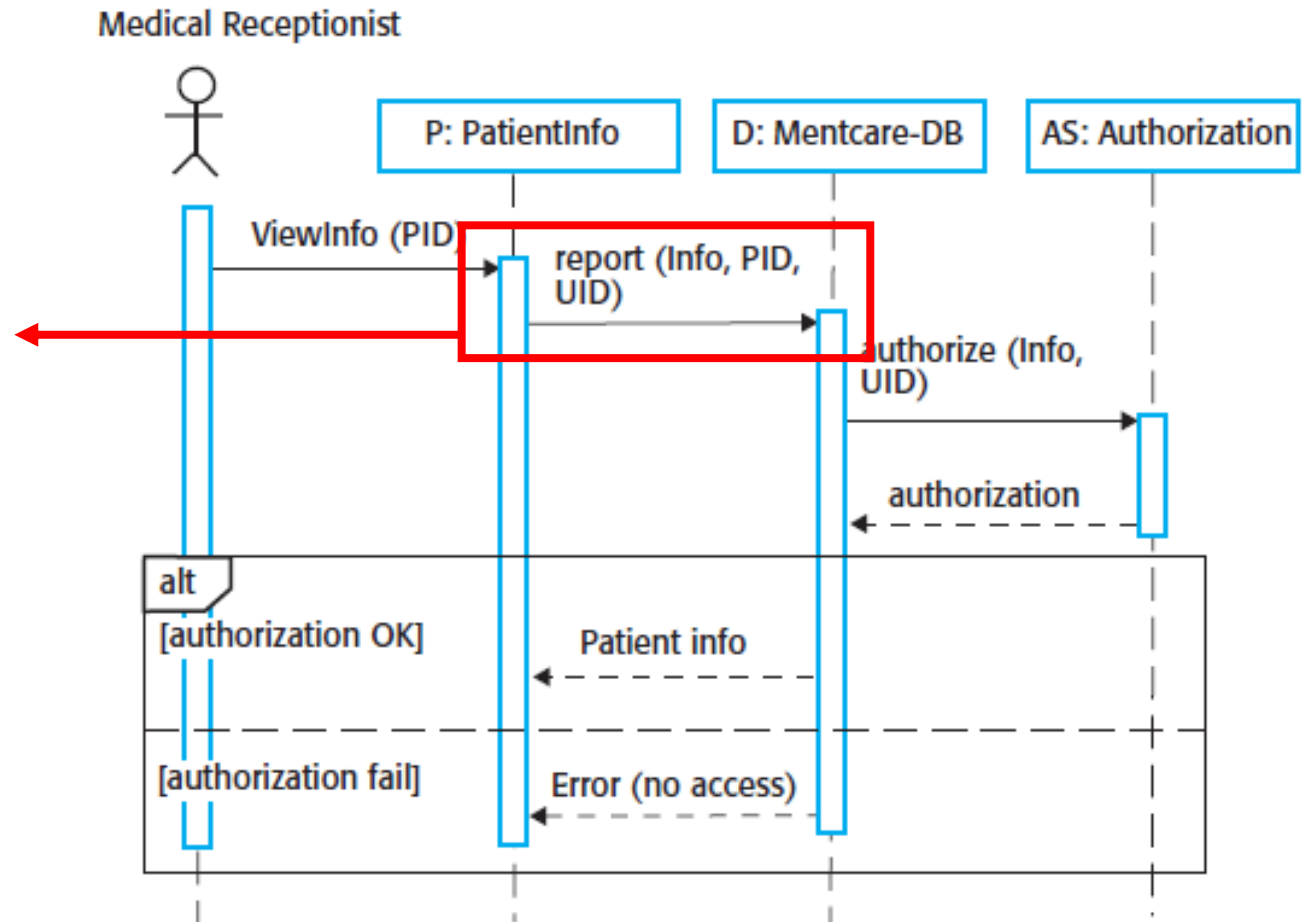 Medical Receptionist
P: PatientInfo
D: Mentcare-DB
AS: Authorization
ViewInfo (PID)
report (Info, PID,
UID)
authorize (Info,
UID)
authorization
alt
[authorization OK]
Patient info
[authorization fail]
Error (no access)